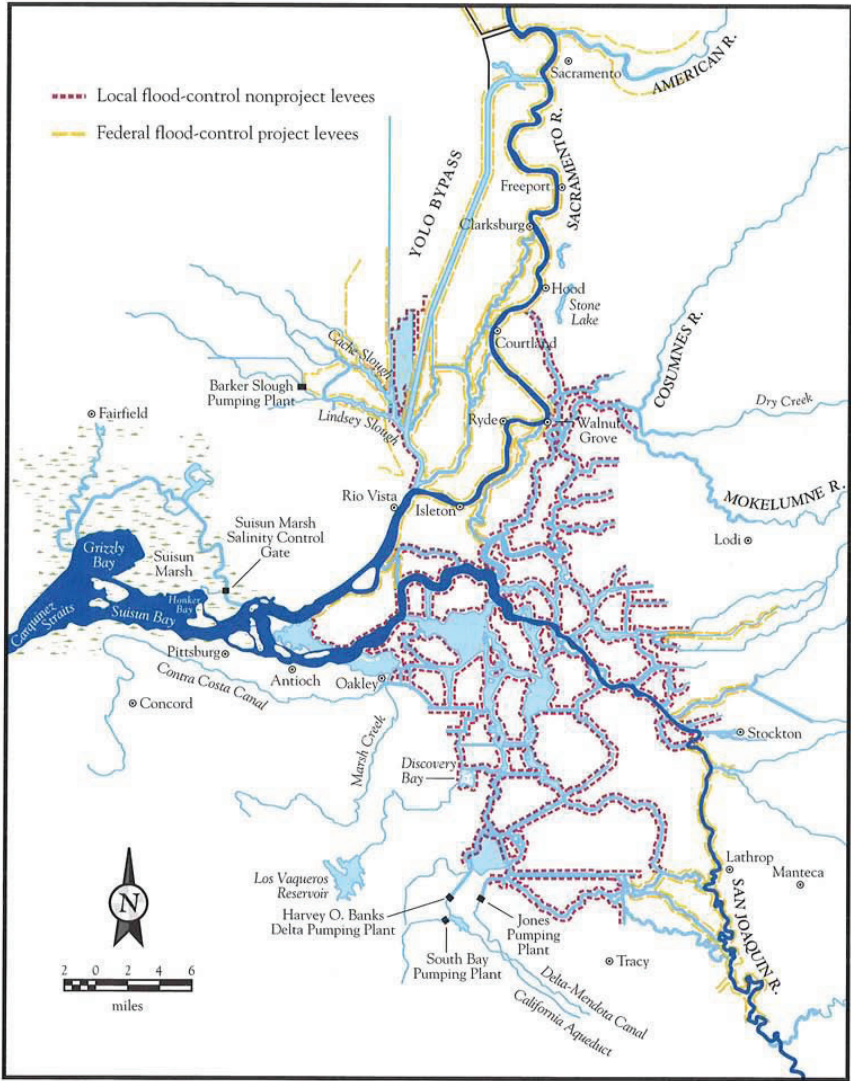 Sacramento
AMERICAN R.
Local flood-control nonproject levees
Federal flood-control project levees
YOLO BYPASS
SACRAMENTO R.
Freeport
Clarksburg
Hood
Stone
Lake
Courtland
COSUMNES R.
Cache Slough
Barker Slough
Pumping Plant
Lindsey Slough
Dry Creek
Fairfield
Ryde
Walnut
Grove
MOKELUMNE R.
Rio Vista
Isleton
Lodi
Suisun Marsh
Salinity Control
Gate
Grizzly
Bay
Suisun
Marsh
Honker
Bay
Suisun Bay
Carquinez
Straits
Pittsburg
Antioch
Oakley
Contra Costa Canal
Concord
Stockton
Marsh Creek
Discovery
Bay
Los Vaqueros
Reservoir
Lathrop
Manteca
SAN JOAQUIN R.
Harvey O. Banks
Delta Pumping Plant
Jones
Pumping
Plant
South Bay
Pumping Plant
Tracy
Delta-Mendota Canal
California Aqueduct
N
2 0 2 4 6
miles